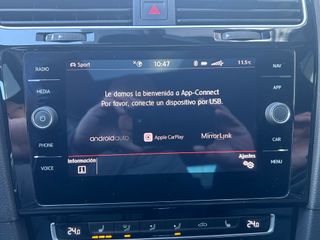 RADIO
MEDIA
PHONE
MUTE
Sport
10:47
11.5°C
Le damos la bienvenida a App-Connect
Por favor, conecte un dispositivo por USB.
androidauto
Apple CarPlay
MirrorLink
Información
Ajustes
NAV
APP
CAR
MENU
24.0
24.0